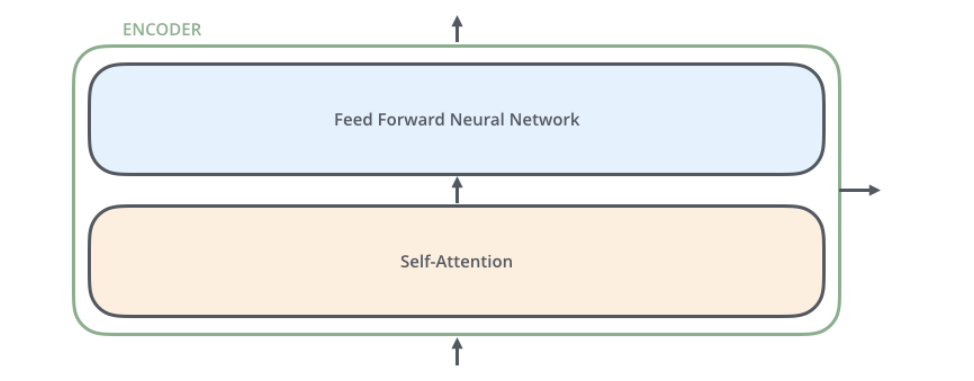 ENCODER
Feed Forward Neural Network
Self-Attention